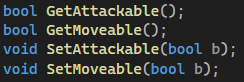 bool GetAttackable();
bool GetMoveable();
void SetAttackable(bool b);
void SetMoveable(bool b);